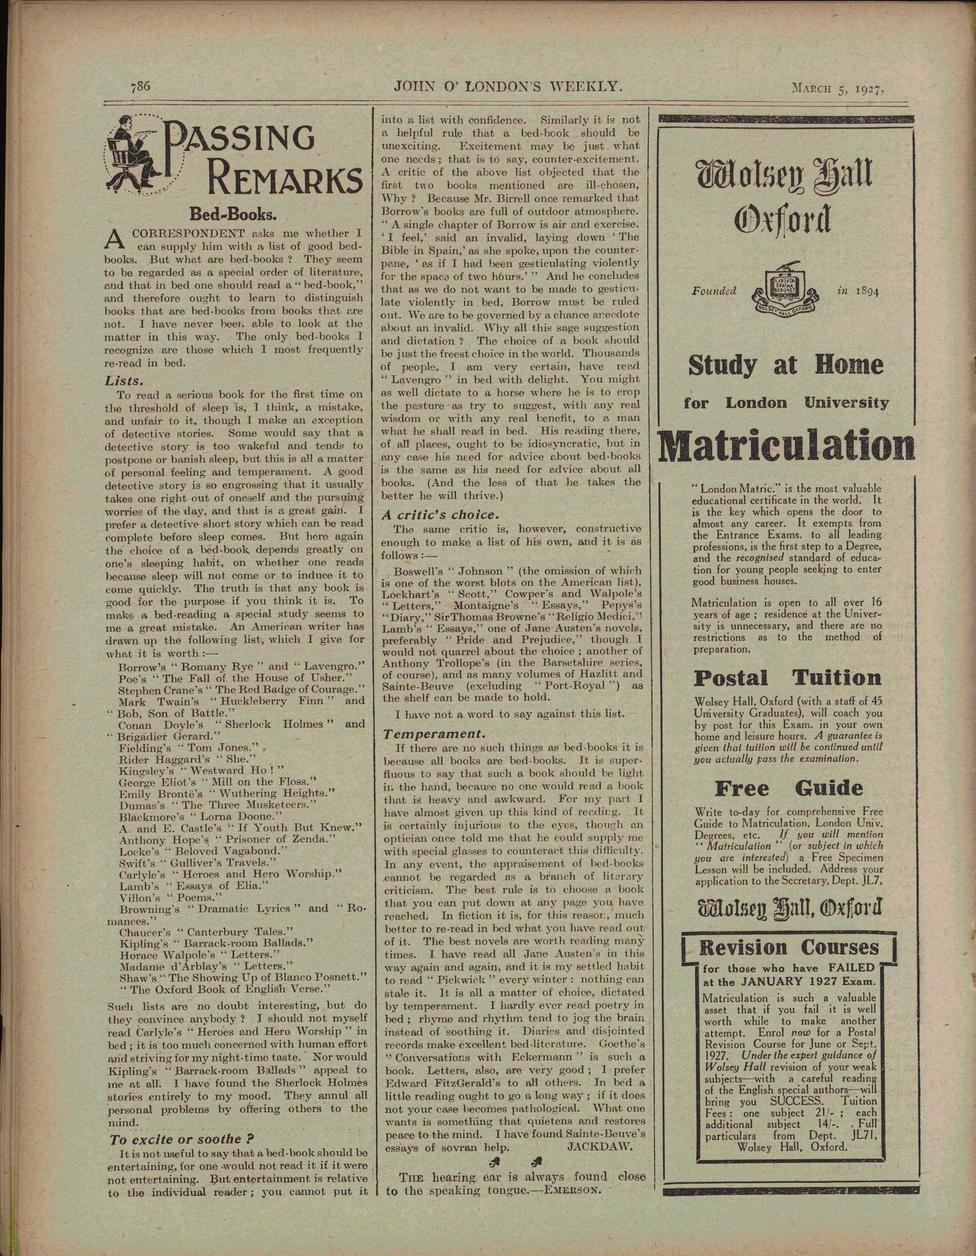 786
JOHN O' LONDON'S WEEKLY.
MARCH 5, 1927.
PASSING
REMARKS
Bed-Books.
A CORRESPONDENT asks me whether I
can supply him with a list of good bed-
books. But what are bed-books? They seem
to be regarded as a special order of literature,
and that in bed one should read a "bed-book,"
and therefore ought to learn to distinguish
books that are bed-books from books that are
not. I have never been able to look at the
matter in this way. The only bed-books I
recognize are those which I most frequently
re-read in bed.
Lists.
To read a serious book for the first time on
the threshold of sleep is, I think, a mistake,
and unfair to it, though I make an exception
of detective stories. Some would say that a
detective story is too wakeful and tends to
postpone or banish sleep, but this is all a matter
of personal feeling and temperament. A good
detective story is so engrossing that it usually
takes one right out of oneself and the pursuing
worries of the day, and that is a great gain. I
prefer a detective short story which can be read
complete before sleep comes. But here again
the choice of a bed-book depends greatly on
one's sleeping habit, on whether one reads
because sleep will not come or to induce it to
come quickly. The truth is that any book is
good for the purpose if you think it is. To
make a bed-reading a special study seems to
me a great mistake. An American writer has
drawn up the following list, which I give for
what it is worth:—
Borrow's "Romany Rye" and "Lavengro."
Poe's "The Fall of the House of Usher."
Stephen Crane's "The Red Badge of Courage."
Mark Twain's "Huckleberry Finn" and
"Bob, Son of Battle."
Conan Doyle's "Sherlock Holmes" and
"Brigadier Gerard."
Fielding's "Tom Jones."
Rider Haggard's "She."
Kingsley's "Westward Ho!"
George Eliot's "Mill on the Floss."
Emily Brontë's "Wuthering Heights."
Dumas's "The Three Musketeers."
Blackmore's "Lorna Doone."
A. and E. Castle's "If Youth But Knew."
Anthony Hope's "Prisoner of Zenda."
Locke's "Beloved Vagabond."
Swift's "Gulliver's Travels."
Carlyle's "Heroes and Hero Worship."
Lamb's "Essays of Elia."
Villon's "Poems."
Browning's "Dramatic Lyrics" and "Ro-
mances."
Chaucer's "Canterbury Tales."
Kipling's "Barrack-room Ballads."
Horace Walpole's "Letters."
Madame d'Arblay's "Letters."
Shaw's "The Showing Up of Blanco Posnett."
"The Oxford Book of English Verse."
Such lists are no doubt interesting, but do
they convince anybody? I should not myself
read Carlyle's "Heroes and Hero Worship" in
bed; it is too much concerned with human effort
and striving for my night-time taste. Nor would
Kipling's "Barrack-room Ballads" appeal to
me at all. I have found the Sherlock Holmes
stories entirely to my mood. They annul all
personal problems by offering others to the
mind.
To excite or soothe?
It is not useful to say that a bed-book should be
entertaining, for one would not read it if it were
not entertaining. But entertainment is relative
to the individual reader; you cannot put it
into a list with confidence. Similarly it is not
a helpful rule that a bed-book should be
unexciting. Excitement may be just what
one needs; that is to say, counter-excitement.
A critic of the above list objected that the
first two books mentioned are ill-chosen,
Why? Because Mr. Birrell once remarked that
Borrow's books are full of outdoor atmosphere.
"A single chapter of Borrow is air and exercise.
'I feel,' said an invalid, laying down 'The
Bible in Spain,' as she spoke, upon the counter-
pane, 'as if I had been gesticulating violently
for the space of two hours.'" And he concludes
that as we do not want to be made to gesticu-
late violently in bed, Borrow must be ruled
out. We are to be governed by a chance anecdote
about an invalid. Why all this sage suggestion
and dictation? The choice of a book should
be just the freest choice in the world. Thousands
of people, I am very certain, have read
"Lavengro" in bed with delight. You might
as well dictate to a horse where he is to crop
the pasture as try to suggest, with any real
wisdom or with any real benefit, to a man
what he shall read in bed. His reading there,
of all places, ought to be idiosyncratic, but in
any case his need for advice about bed-books
is the same as his need for advice about all
books. (And the less of that he takes the
better he will thrive.)
A critic's choice.
The same critic is, however, constructive
enough to make a list of his own, and it is as
follows:—
Boswell's "Johnson" (the omission of which
is one of the worst blots on the American list),
Lockhart's "Scott," Cowper's and Walpole's
"Letters," Montaigne's "Essays," Pepys's
"Diary," Sir Thomas Browne's "Religio Medici,"
Lamb's "Essays," one of Jane Austen's novels,
preferably "Pride and Prejudice," though I
would not quarrel about the choice; another of
Anthony Trollope's (in the Barsetshire series,
of course), and as many volumes of Hazlitt and
Sainte-Beuve (excluding "Port-Royal") as
the shelf can be made to hold.
I have not a word to say against this list.
Temperament.
If there are no such things as bed-books it is
because all books are bed-books. It is super-
fluous to say that such a book should be light
in the hand, because no one would read a book
that is heavy and awkward. For my part I
have almost given up this kind of reading. It
is certainly injurious to the eyes, though an
optician once told me that he could supply me
with special glasses to counteract this difficulty.
In any event, the appraisement of bed-books
cannot be regarded as a branch of literary
criticism. The best rule is to choose a book
that you can put down at any page you have
reached. In fiction it is, for this reason, much
better to re-read in bed what you have read out
of it. The best novels are worth reading many
times. I have read all Jane Austen's in this
way again and again, and it is my settled habit
to read "Pickwick" every winter: nothing can
stale it. It is all a matter of choice, dictated
by temperament. I hardly ever read poetry in
bed; rhyme and rhythm tend to jog the brain
instead of soothing it. Diaries and disjointed
records make excellent bed-literature. Goethe's
"Conversations with Eckermann" is such a
book. Letters, also, are very good; I prefer
Edward FitzGerald's to all others. In bed a
little reading ought to go a long way; if it does
not your case becomes pathological. What one
wants is something that quietens and restores
peace to the mind. I have found Sainte-Beuve's
essays of sovran help. JACKDAW.
THE hearing ear is always found close
to the speaking tongue.—EMERSON.
Wolsey Hall
Oxford
Founded in 1894
WOLSEY HALL OXFORD
Study at Home
for London University
Matriculation
"London Matric." is the most valuable
educational certificate in the world. It
is the key which opens the door to
almost any career. It exempts from
the Entrance Exams. to all leading
professions, is the first step to a Degree,
and the recognised standard of educa-
tion for young people seeking to enter
good business houses.
Matriculation is open to all over 16
years of age; residence at the Univer-
sity is unnecessary, and there are no
restrictions as to the method of
preparation.
Postal Tuition
Wolsey Hall, Oxford (with a staff of 45
University Graduates), will coach you
by post for this Exam. in your own
home and leisure hours. A guarantee is
given that tuition will be continued until
you actually pass the examination.
Free Guide
Write to-day for comprehensive Free
Guide to Matriculation, London Univ.
Degrees, etc. If you will mention
"Matriculation" (or subject in which
you are interested) a Free Specimen
Lesson will be included. Address your
application to the Secretary, Dept. JL7,
Wolsey Hall, Oxford
Revision Courses
for those who have FAILED
at the JANUARY 1927 Exam.
Matriculation is such a valuable
asset that if you fail it is well
worth while to make another
attempt. Enrol now for a Postal
Revision Course for June or Sept.
1927. Under the expert guidance of
Wolsey Hall revision of your weak
subjects—with a careful reading
of the English special authors—will
bring you SUCCESS. Tuition
Fees: one subject 21/-; each
additional subject 14/-. Full
particulars from Dept. JL71,
Wolsey Hall, Oxford.